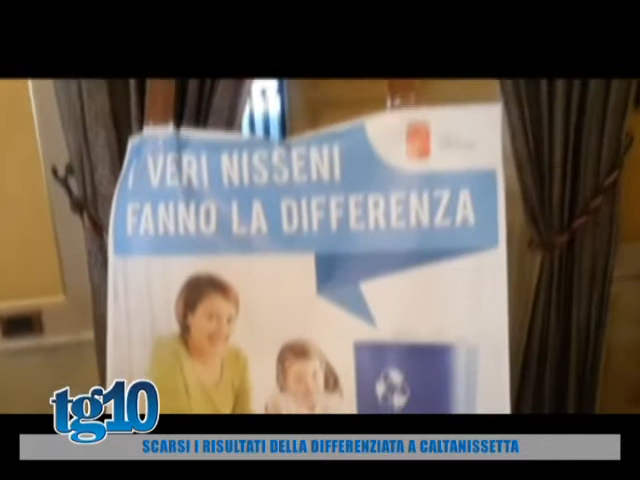 I VERI NISSENI
FANNO LA DIFFERENZA
tg10
SCARSI I RISULTATI DELLA DIFFERENZIATA A CALTANISSETTA